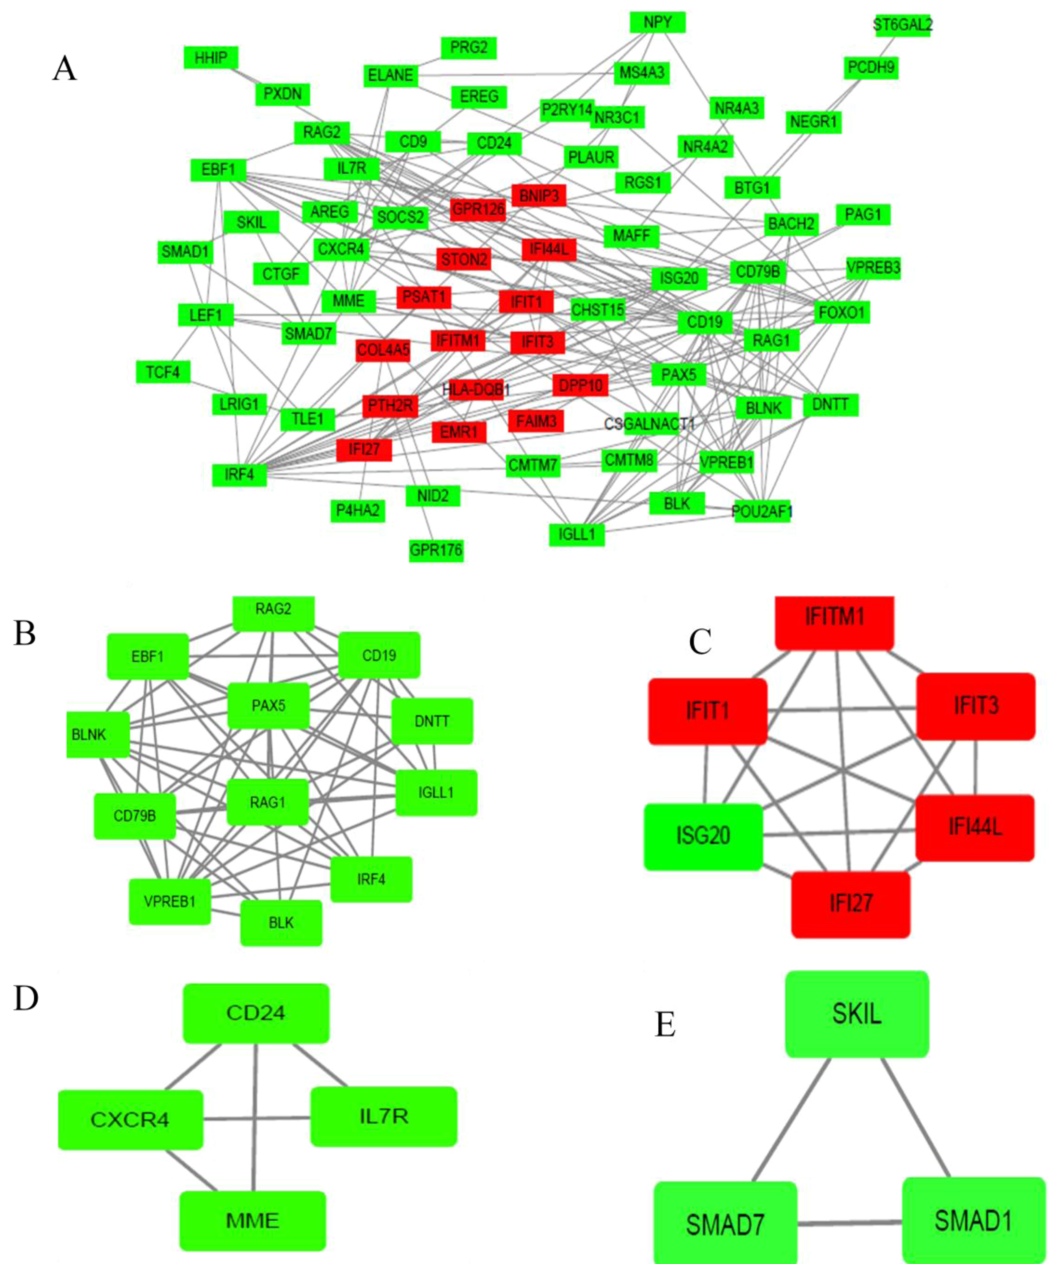 NPY
ST6GAL2
PRG2
HHIP
A
ELANE
MS4A3
PCDH9
PXDN
EREG
P2RY14
NR4A3
NR3C1
NEGR1
RAG2
CD9
CD24
NR4A2
PLAUR
EBF1
IL7R
RGS1
BTG1
BNIP3
AREG
SOCS2
GPR126
SKIL
BACH2
PAG1
MAFF
SMAD1
CXCR4
IFI44L
STON2
CTGF
ISG20
CD79B
VPREB3
MME
PSAT1
IFIT1
CHST15
FOXO1
LEF1
SMAD7
CD19
IFITM1
IFIT3
RAG1
COL4A5
TCF4
PAX5
HLA-DQB1
DPP10
LRIG1
PTH2R
BLNK
DNTT
TLE1
FAIM3
CSGALNACT1
EMR1
IFI27
IRF4
CMTM7
CMTM8
VPREB1
NID2
P4HA2
BLK
POU2AF1
IGLL1
GPR176
B
RAG2
EBF1
CD19
PAX5
DNTT
BLNK
IGLL1
RAG1
CD79B
IRF4
VPREB1
BLK
C
IFITM1
IFIT1
IFIT3
ISG20
IFI44L
IFI27
D
CD24
CXCR4
IL7R
MME
E
SKIL
SMAD7
SMAD1